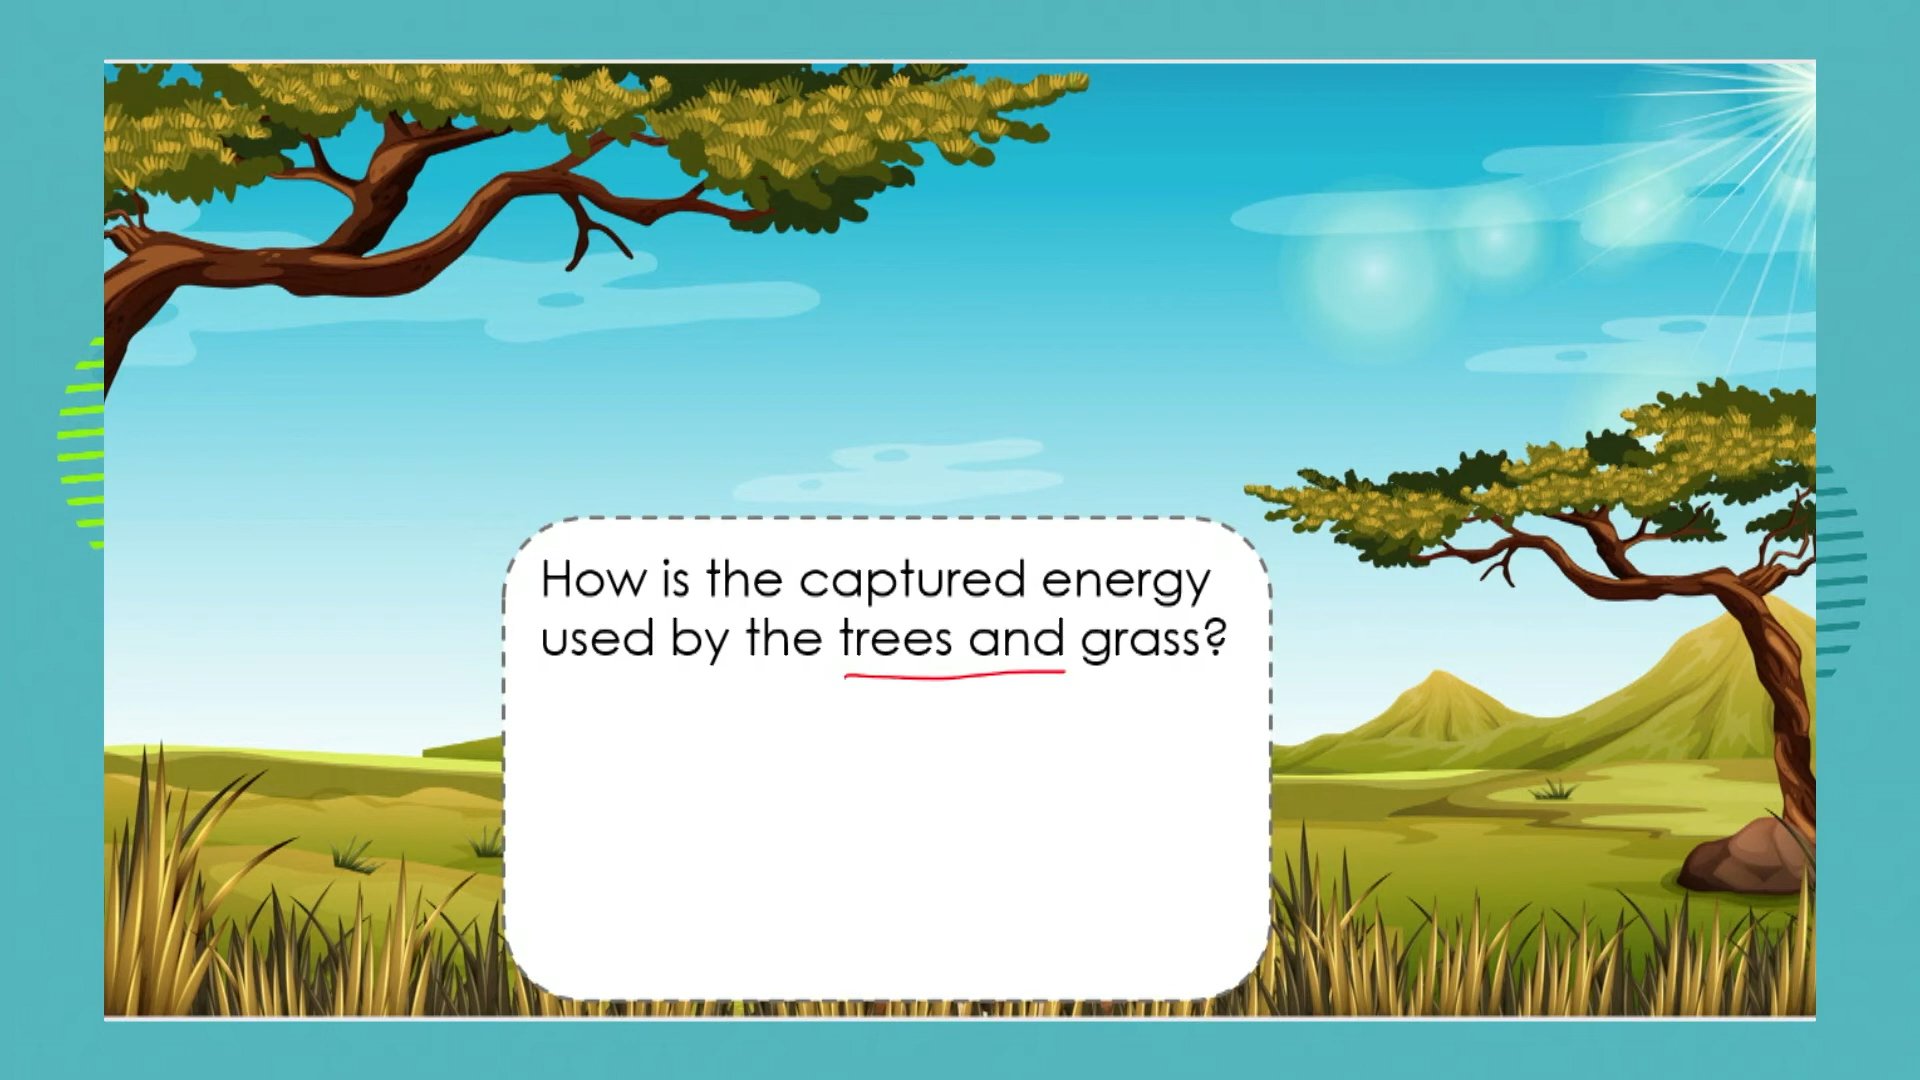 How is the captured energy
used by the trees and grass?